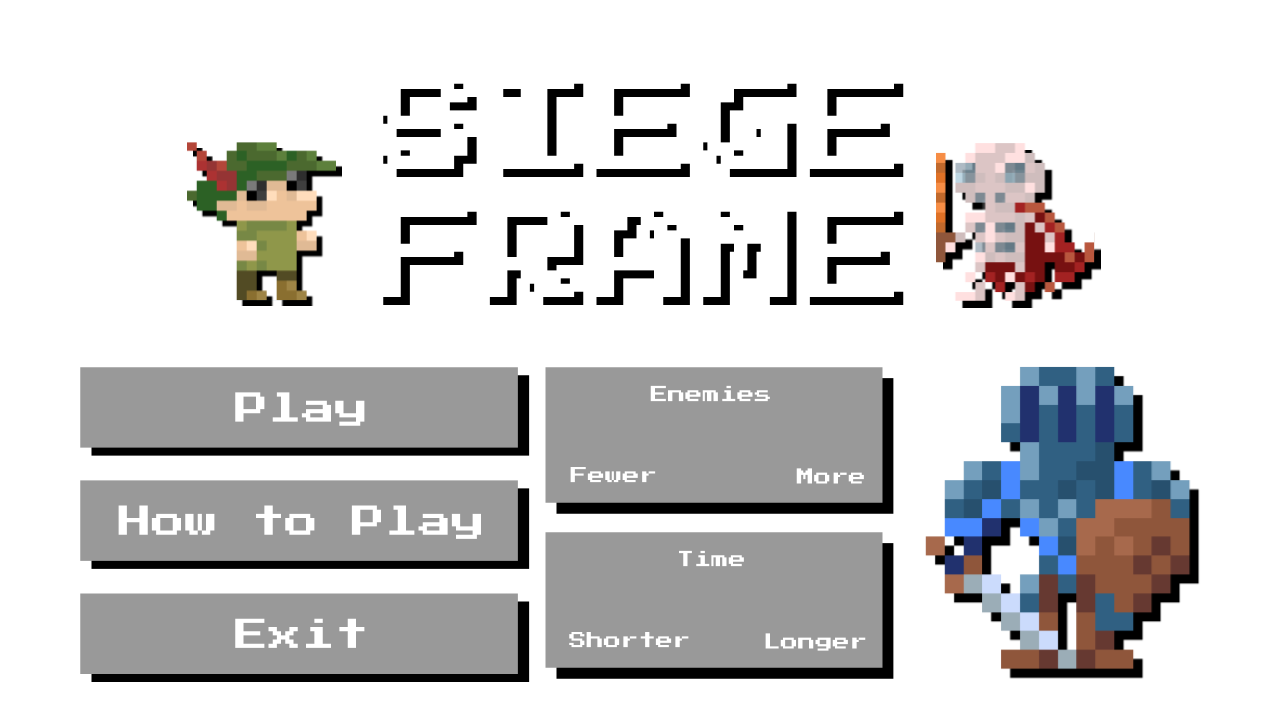 SIEGE
FRAME
Play
How to Play
Exit
Enemies
Fewer More
Time
Shorter Longer